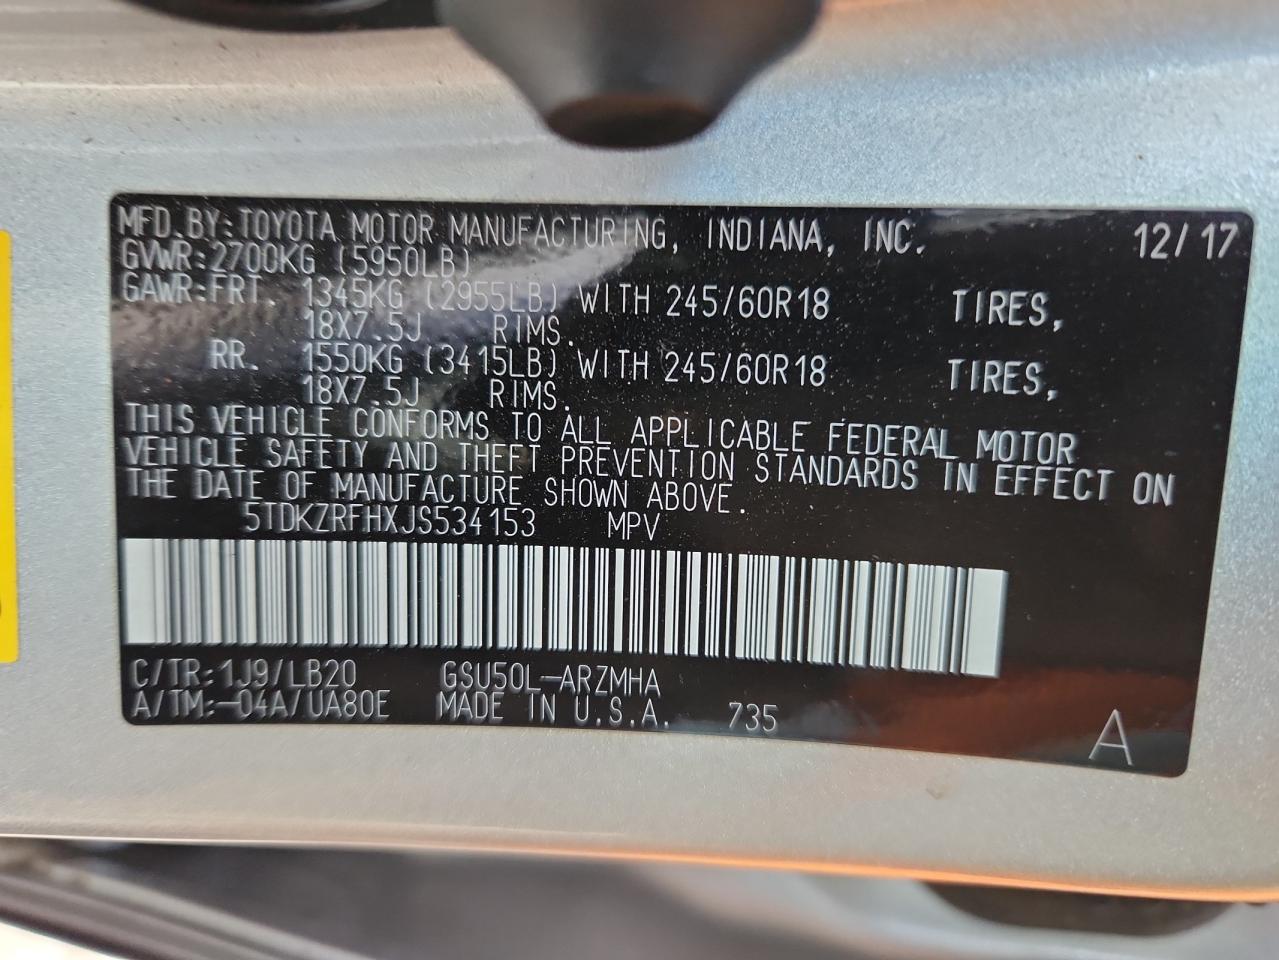 MFD.BY:TOYOTA MOTOR MANUFACTURING, INDIANA, INC. 12/17
GVWR:2700KG (5950LB)
GAWR:FRT. 1345KG (2955LB) WITH 245/60R18 TIRES,
18X7.5J RIMS.
RR. 1550KG (3415LB) WITH 245/60R18 TIRES,
18X7.5J RIMS.
THIS VEHICLE CONFORMS TO ALL APPLICABLE FEDERAL MOTOR
VEHICLE SAFETY AND THEFT PREVENTION STANDARDS IN EFFECT ON
THE DATE OF MANUFACTURE SHOWN ABOVE.
5TDKZRFHXJS534153 MPV
C/TR:1J9/LB20 GSU50L-ARZMHA
A/TM:-04A/UA80E MADE IN U.S.A. 735
A